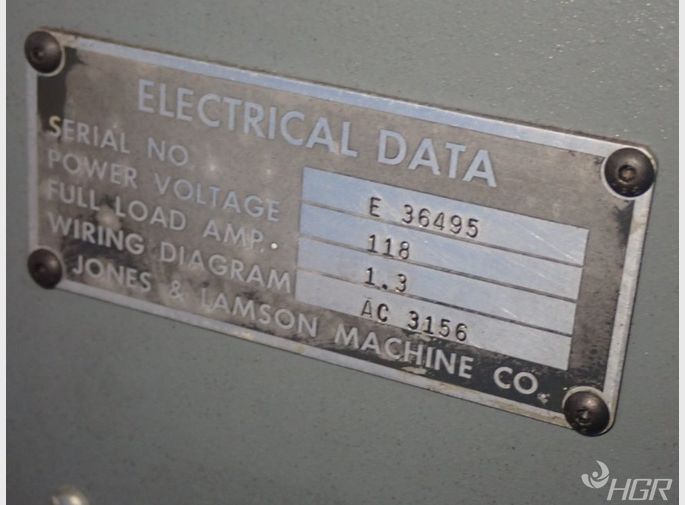 ELECTRICAL DATA
SERIAL NO. E 36495
POWER VOLTAGE 118
FULL LOAD AMP. 1.3
WIRING DIAGRAM AC 3156
JONES & LAMSON MACHINE CO.
HGR